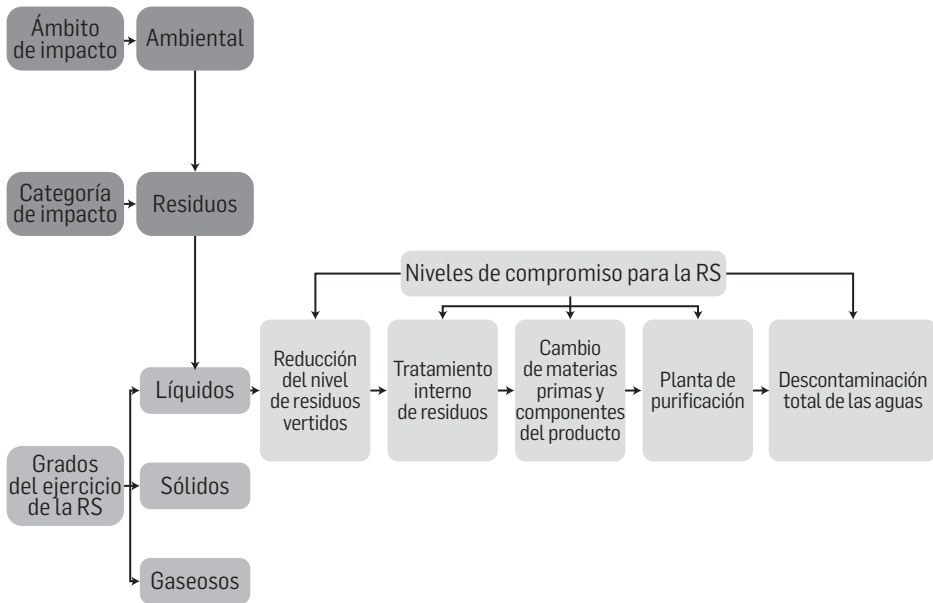 Ámbito
de impacto
Ambiental
Categoría
de impacto
Residuos
Niveles de compromiso para la RS
Líquidos
Reducción
del nivel
de residuos
vertidos
Tratamiento
interno
de residuos
Cambio
de materias
primas y
componentes
del producto
Planta de
purificación
Descontaminación
total de las aguas
Grados
del ejercicio
de la RS
Sólidos
Gaseosos